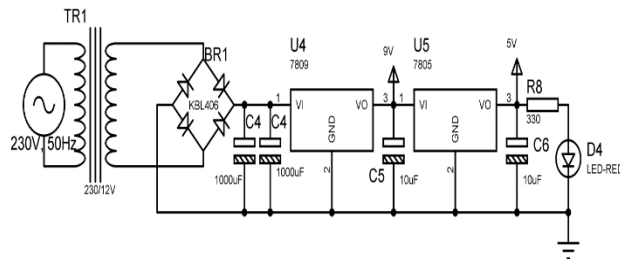 TR1
230V, 50Hz
230/12V
BR1
KBL406
C4
1000uF
C4
1000uF
U4
7809
1
VI
VO
3
GND
2
9V
C5
10uF
U5
7805
1
VI
VO
3
GND
2
5V
C6
10uF
R8
330
D4
LED-RED